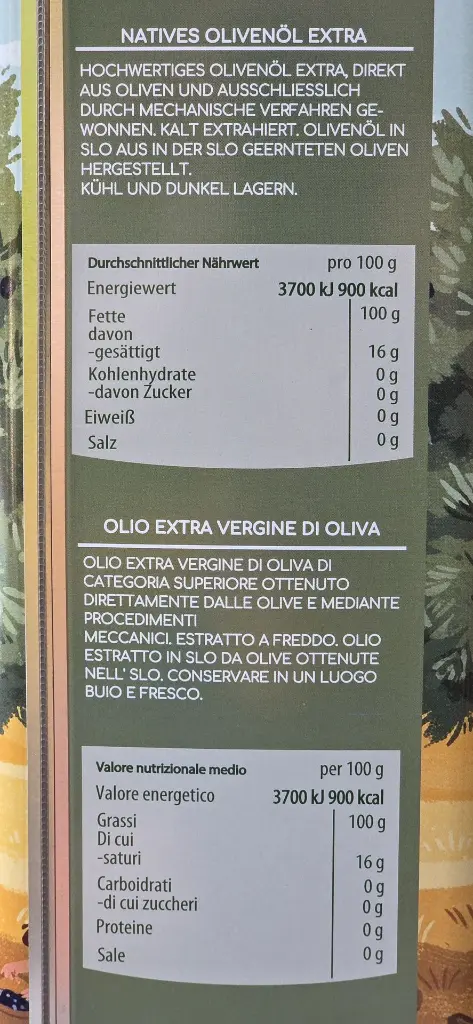 NATIVES OLIVENÖL EXTRA
HOCHWERTIGES OLIVENÖL EXTRA, DIREKT
AUS OLIVEN UND AUSSCHLIESSLICH
DURCH MECHANISCHE VERFAHREN GE-
WONNEN. KALT EXTRAHIERT. OLIVENÖL IN
SLO AUS IN DER SLO GEERNTETEN OLIVEN
HERGESTELLT.
KÜHL UND DUNKEL LAGERN.
Durchschnittlicher Nährwert pro 100 g
Energiewert 3700 kJ 900 kcal
Fette 100 g
davon
-gesättigt 16 g
Kohlenhydrate 0 g
-davon Zucker 0 g
Eiweiß 0 g
Salz 0 g
OLIO EXTRA VERGINE DI OLIVA
OLIO EXTRA VERGINE DI OLIVA DI
CATEGORIA SUPERIORE OTTENUTO
DIRETTAMENTE DALLE OLIVE E MEDIANTE
PROCEDIMENTI
MECCANICI. ESTRATTO A FREDDO. OLIO
ESTRATTO IN SLO DA OLIVE OTTENUTE
NELL' SLO. CONSERVARE IN UN LUOGO
BUIO E FRESCO.
Valore nutrizionale medio per 100 g
Valore energetico 3700 kJ 900 kcal
Grassi 100 g
Di cui
-saturi 16 g
Carboidrati 0 g
-di cui zuccheri 0 g
Proteine 0 g
Sale 0 g